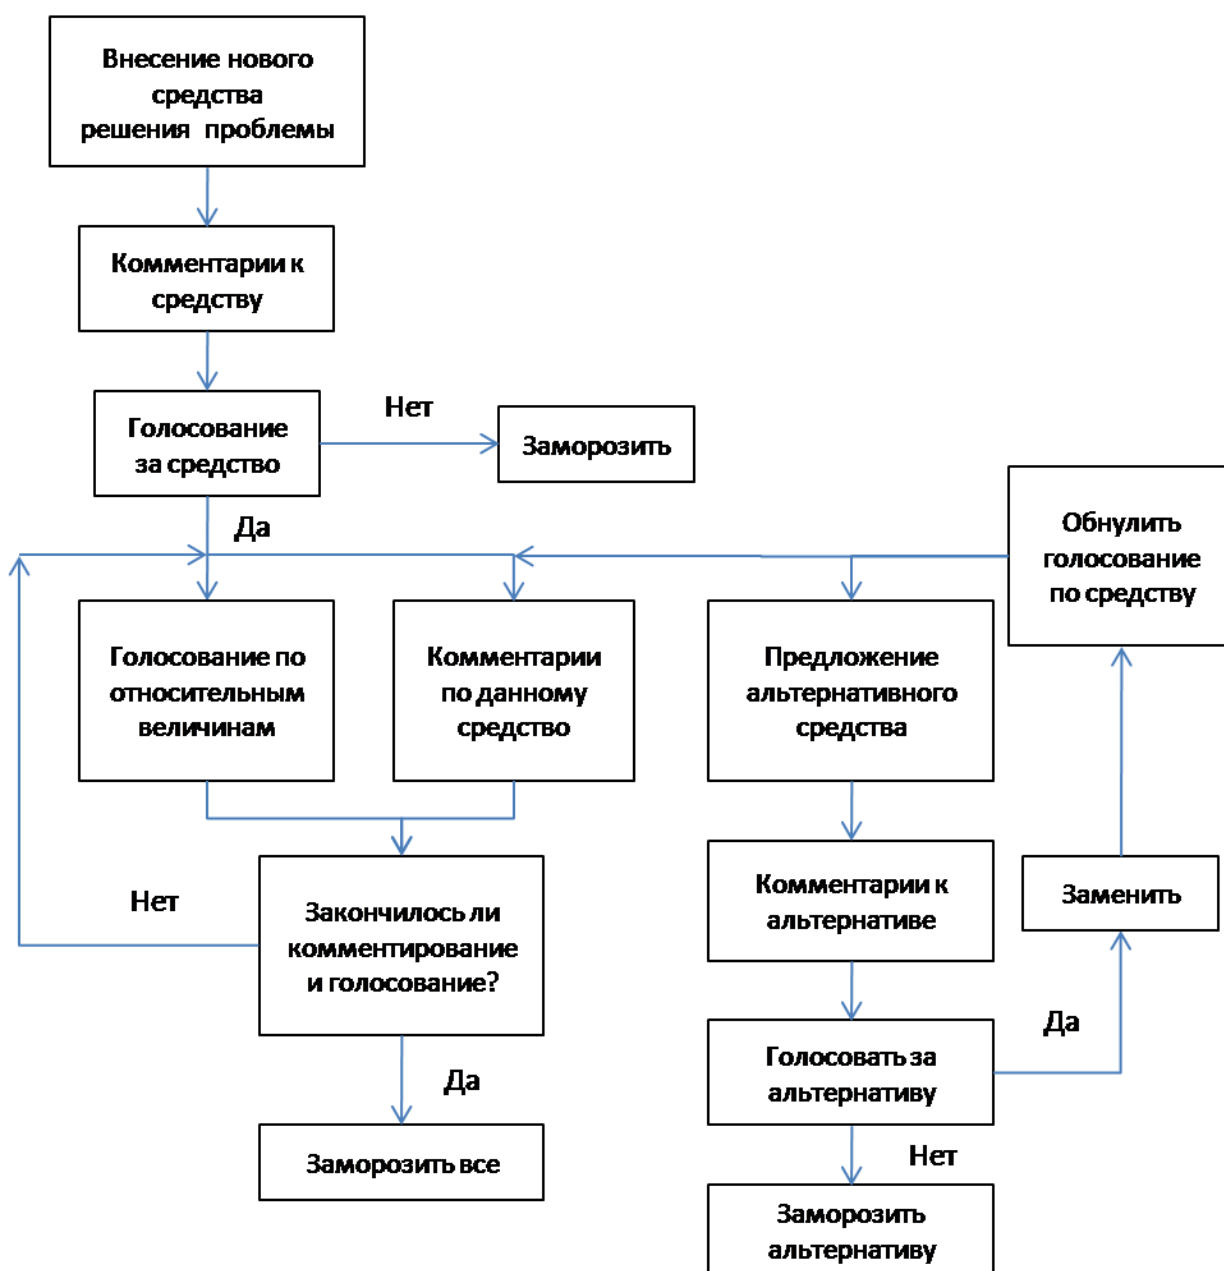 Внесение нового
средства
решения проблемы
Комментарии к
средству
Голосование
за средство
Нет
Заморозить
Да
Обнулить
голосование
по средству
Голосование по
относительным
величинам
Комментарии
по данному
средство
Предложение
альтернативного
средства
Нет
Закончилось ли
комментирование
и голосование?
Комментарии к
альтернативе
Заменить
Да
Заморозить все
Голосовать за
альтернативу
Да
Нет
Заморозить
альтернативу